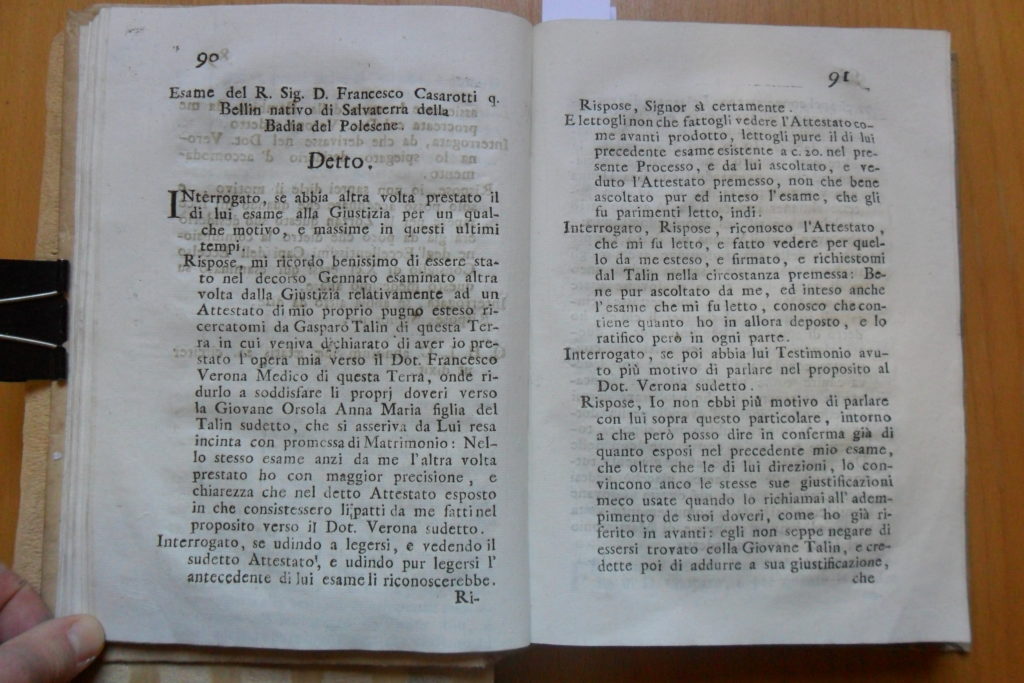 90
Esame del R. Sig. D. Francesco Casarotti q.
Bellin nativo di Salvaterra della
Badia del Polesene.
Detto.
INterrogato, se abbia altra volta prestato il
di lui esame alla Giustizia per un qual-
che motivo, e massime in questi ultimi
tempi.
Rispose, mi ricordo benissimo di essere sta-
to nel decorso Gennaro esaminato altra
volta dalla Giustizia relativamente ad un
Attestato di mio proprio pugno esteso ri-
cercatomi da Gasparo Talin di questa Ter-
ra in cui veniva dichiarato di aver io pre-
stato l'opera mia verso il Dot. Francesco
Verona Medico di questa Terra, onde ri-
durlo a soddisfare li proprj doveri verso
la Giovane Orsola Anna Maria figlia del
Talin sudetto, che si asseriva da Lui resa
incinta con promessa di Matrimonio: Nel-
lo stesso esame anzi da me l'altra volta
prestato ho con maggior precisione, e
chiarezza che nel detto Attestato esposto
in che consistessero li patti da me fatti nel
proposito verso il Dot. Verona sudetto.
Interrogato, se udindo a legersi, e vedendo il
sudetto Attestato, e udindo pur legersi l'
antecedente di lui esame li riconoscerebbe.
Ri-
91
Rispose, Signor sì certamente.
E lettogli non che fattogli vedere l'Attestato co-
me avanti prodotto, lettogli pure il di lui
precedente esame esistente a c. 20. nel pre-
sente Processo, e da lui ascoltato, e ve-
duto l'Attestato premesso, non che bene
ascoltato pur ed inteso l'esame, che gli
fu parimenti letto, indi.
Interrogato, Rispose, riconosco l'Attestato,
che mi fu letto, e fatto vedere per quel-
lo da me esteso, e firmato, e richiestomi
dal Talin nella circostanza premessa: Be-
ne pur ascoltato da me, ed inteso anche
l'esame che mi fu letto, conosco che con-
tiene quanto ho in allora deposto, e lo
ratifico però in ogni parte.
Interrogato, se poi abbia lui Testimonio avu-
to più motivo di parlare nel proposito al
Dot. Verona sudetto.
Rispose, Io non ebbi più motivo di parlare
con lui sopra questo particolare, intorno
a che però posso dire in conferma già di
quanto esposi nel precedente mio esame,
che oltre che le di lui direzioni, lo con-
vincono anco le stesse sue giustificazioni
meco usate quando lo richiamai all'adem-
pimento de suoi doveri, come ho già ri-
ferito in avanti: egli non seppe negare di
essersi trovato colla Giovane Talin, e cre-
dette poi di addurre a sua giustificazione,
che